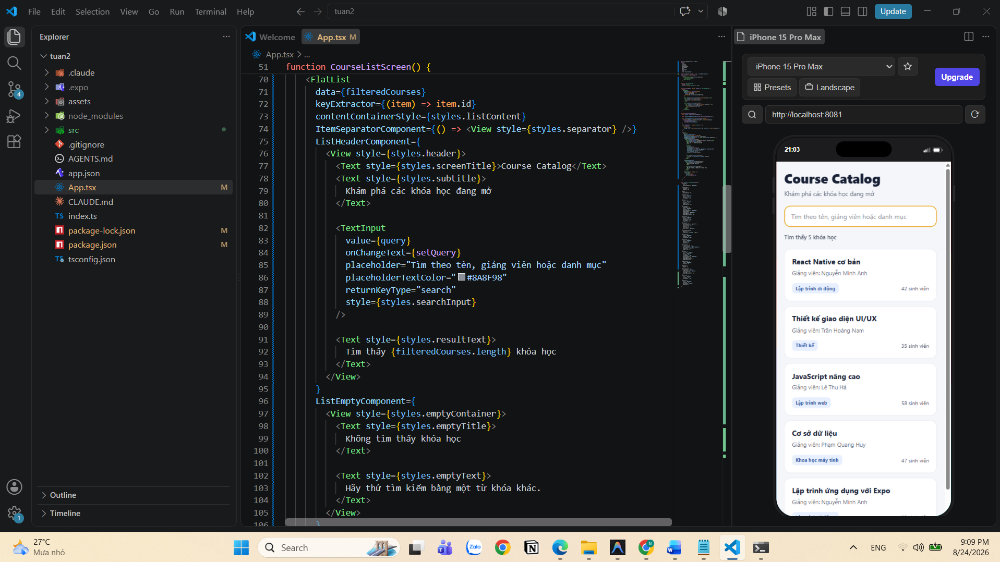 File Edit Selection View Go Run Terminal Help
tuan2
Update
Explorer
tuan2
.claude
.expo
assets
node_modules
src
.gitignore
AGENTS.md
app.json
App.tsx M
CLAUDE.md
index.ts
package-lock.json M
package.json M
tsconfig.json
Outline
Timeline
4
1
Welcome
App.tsx M
App.tsx > ...
51 function CourseListScreen() {
70 <FlatList
71 data={filteredCourses}
72 keyExtractor={(item) => item.id}
73 contentContainerStyle={styles.listContent}
74 ItemSeparatorComponent={() => <View style={styles.separator} />}
75 ListHeaderComponent={
76 <View style={styles.header}>
77 <Text style={styles.screenTitle}>Course Catalog</Text>
78 <Text style={styles.subtitle}>
79 Khám phá các khóa học đang mở
80 </Text>
81
82 <TextInput
83 value={query}
84 onChangeText={setQuery}
85 placeholder="Tìm theo tên, giảng viên hoặc danh mục"
86 placeholderTextColor="#8A8F98"
87 returnKeyType="search"
88 style={styles.searchInput}
89 />
90
91 <Text style={styles.resultText}>
92 Tìm thấy {filteredCourses.length} khóa học
93 </Text>
94 </View>
95 }
96 ListEmptyComponent={
97 <View style={styles.emptyContainer}>
98 <Text style={styles.emptyTitle}>
99 Không tìm thấy khóa học
100 </Text>
101
102 <Text style={styles.emptyText}>
103 Hãy thử tìm kiếm bằng một từ khóa khác.
104 </Text>
105 </View>
106 }
iPhone 15 Pro Max
iPhone 15 Pro Max
Upgrade
Presets
Landscape
http://localhost:8081
21:03
Course Catalog
Khám phá các khóa học đang mở
Tìm theo tên, giảng viên hoặc danh mục
Tìm thấy 5 khóa học
React Native cơ bản
Giảng viên: Nguyễn Minh Anh
Lập trình di động 42 sinh viên
Thiết kế giao diện UI/UX
Giảng viên: Trần Hoàng Nam
Thiết kế 35 sinh viên
JavaScript nâng cao
Giảng viên: Lê Thu Hà
Lập trình web 58 sinh viên
Cơ sở dữ liệu
Giảng viên: Phạm Quang Huy
Khoa học máy tính 47 sinh viên
Lập trình ứng dụng với Expo
Giảng viên: Nguyễn Minh Anh
27°C
Mưa nhỏ
Search
Zalo
ENG
9:09 PM
8/24/2026